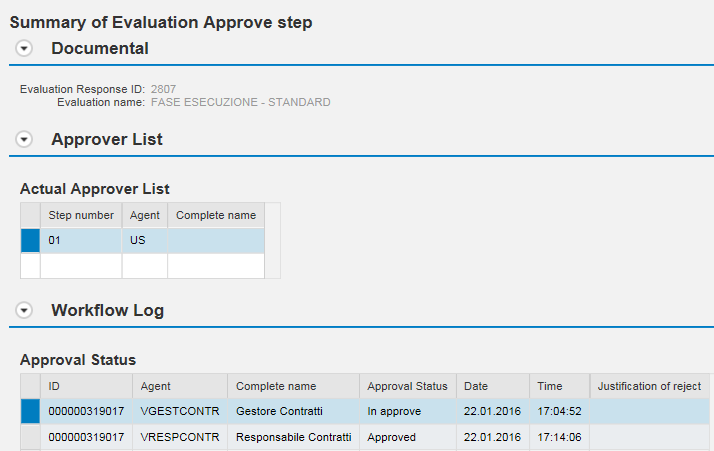 Summary of Evaluation Approve step
Documental
Evaluation Response ID: 2807
Evaluation name: FASE ESECUZIONE - STANDARD
Approver List
Actual Approver List
Step number Agent Complete name
01 US
Workflow Log
Approval Status
ID Agent Complete name Approval Status Date Time Justification of reject
000000319017 VGESTCONTR Gestore Contratti In approve 22.01.2016 17:04:52
000000319017 VRESPCONTR Responsabile Contratti Approved 22.01.2016 17:14:06